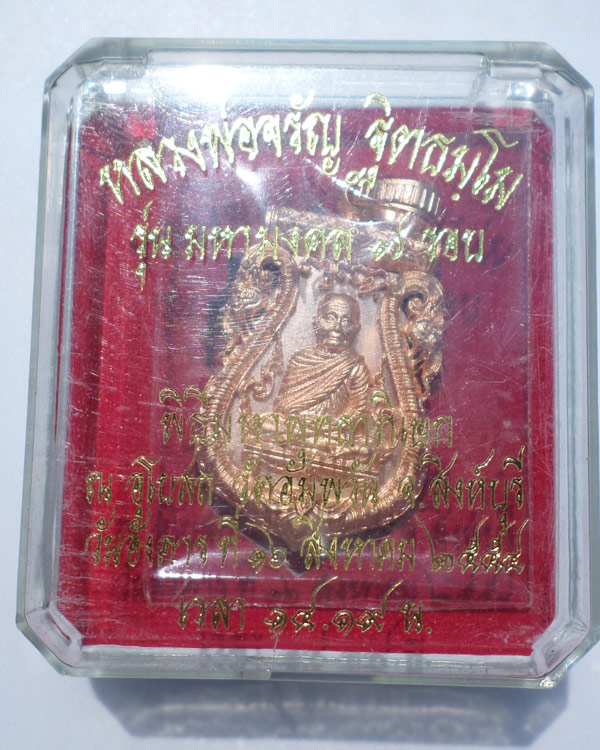 หลวงพ่อจรัญ ฐิตธมฺโม
รุ่น มหามงคล ๗ รอบ
พิธีมหาพุทธาภิเษก
ณ อุโบสถ วัดอัมพวัน จ.สิงห์บุรี
วันอังคาร ที่ ๑๖ สิงหาคม ๒๕๕๔
เวลา ๑๔.๑๙ น.